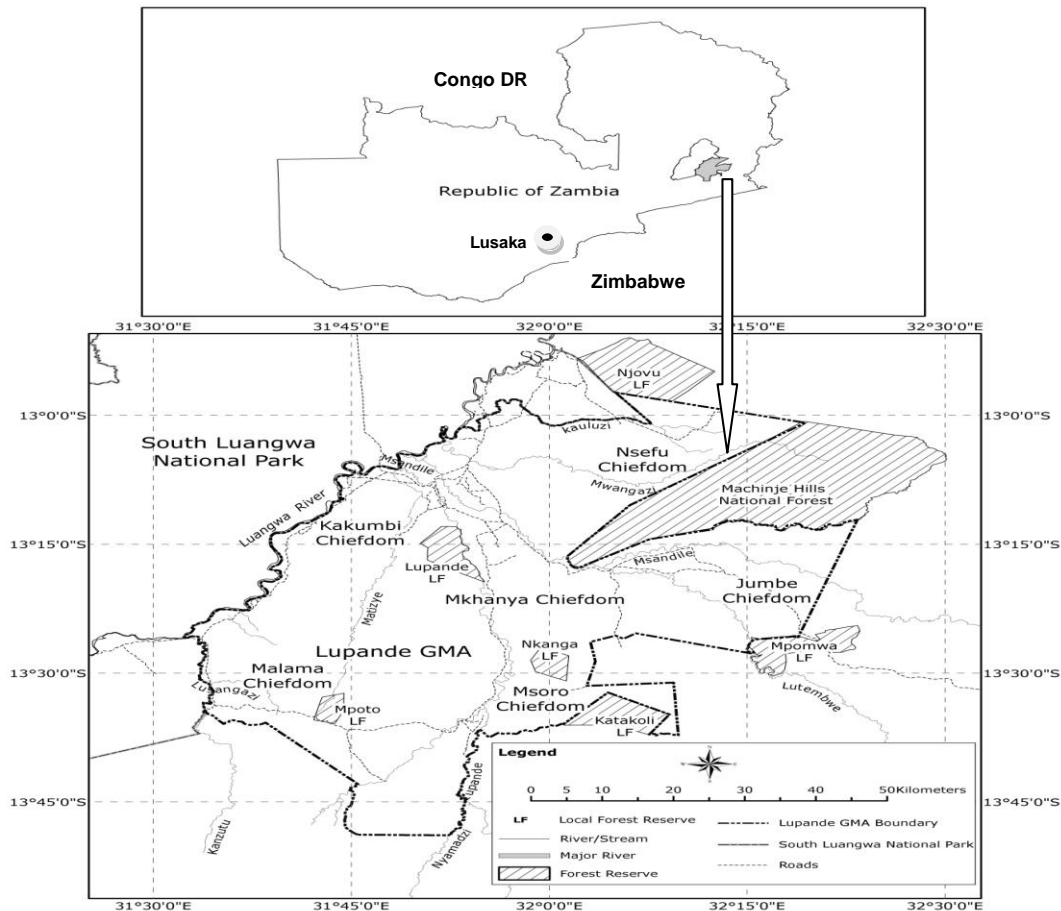 Congo DR
Republic of Zambia
Lusaka
Zimbabwe
31°30'0"E
31°45'0"E
32°0'0"E
32°15'0"E
32°30'0"E
Njovu
LF
13°0'0"S
13°0'0"S
South Luangwa
National Park
kauluzi
Nsefu
Chiefdom
Msandile
Mwangazi
Machinje Hills
National Forest
Luangwa River
Kakumbi
Chiefdom
13°15'0"S
13°15'0"S
Lupande
LF
Msandile
Jumbe
Chiefdom
Matizye
Mkhanya Chiefdom
Lupande GMA
Nkanga
LF
Mpomwa
LF
13°30'0"S
13°30'0"S
Malama
Chiefdom
Lusangazi
Msoro
Chiefdom
Lutembwe
Mpoto
LF
Katakoli
LF
Lupande
13°45'0"S
13°45'0"S
Kanzutu
Nyamadzi
Legend
0 5 10 20 30 40 50Kilometers
LF Local Forest Reserve
River/Stream
Major River
Forest Reserve
Lupande GMA Boundary
South Luangwa National Park
Roads
31°30'0"E
31°45'0"E
32°0'0"E
32°15'0"E
32°30'0"E